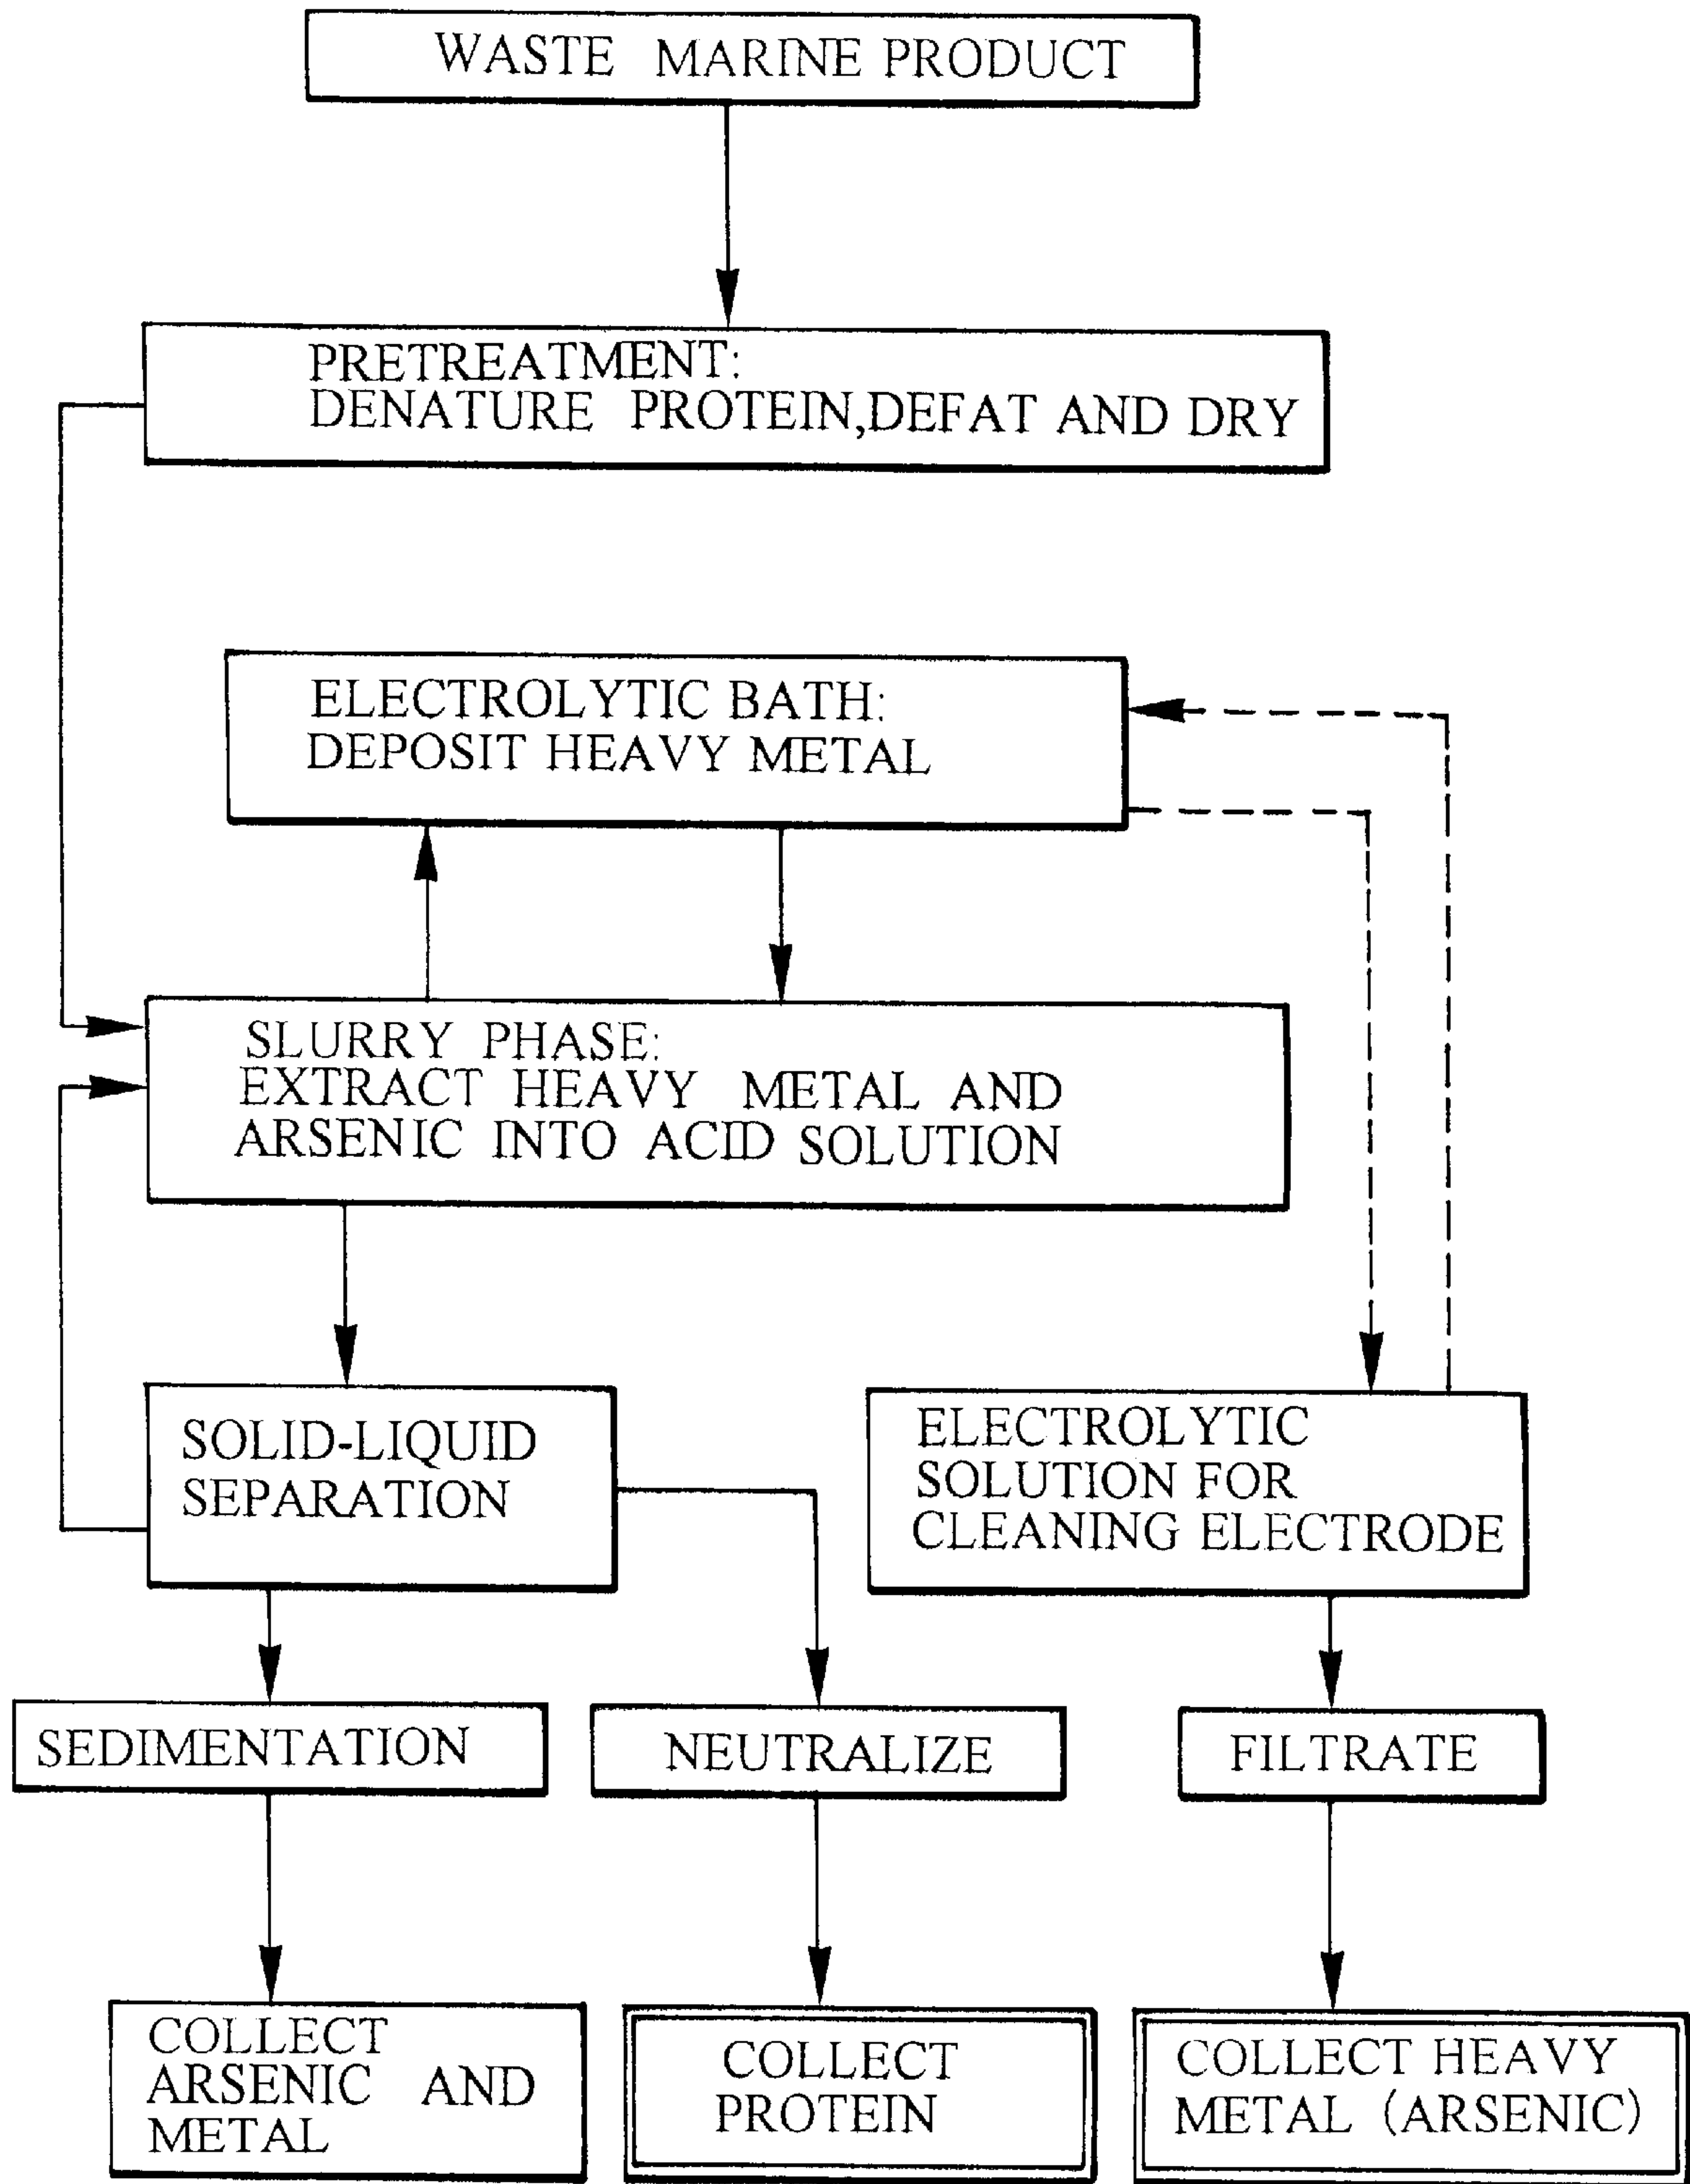 WASTE MARINE PRODUCT
PRETREATMENT:
DENATURE PROTEIN,DEFAT AND DRY
ELECTROLYTIC BATH:
DEPOSIT HEAVY METAL
SLURRY PHASE:
EXTRACT HEAVY METAL AND
ARSENIC INTO ACID SOLUTION
SOLID-LIQUID
SEPARATION
ELECTROLYTIC
SOLUTION FOR
CLEANING ELECTRODE
SEDIMENTATION
NEUTRALIZE
FILTRATE
COLLECT
ARSENIC AND
METAL
COLLECT
PROTEIN
COLLECT HEAVY
METAL (ARSENIC)